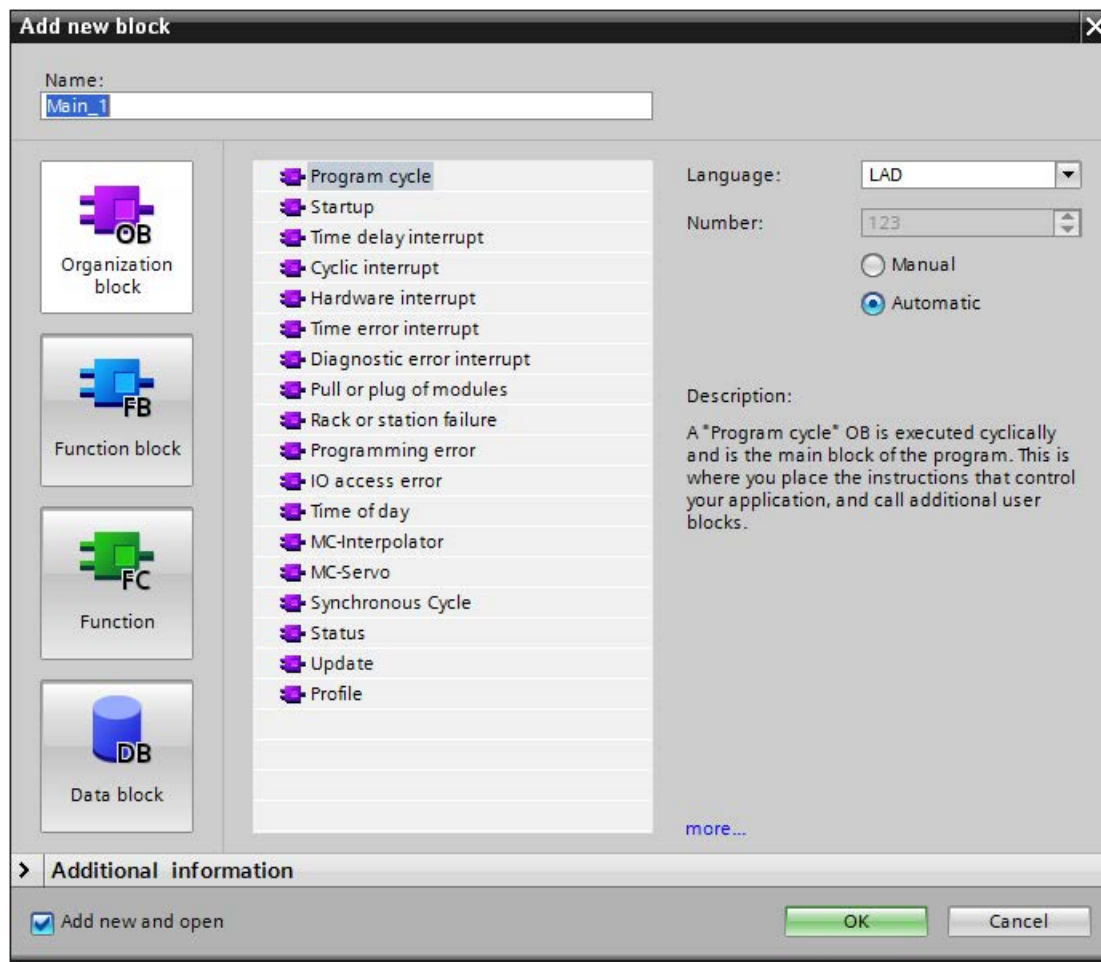 Add new block
Name:
Main_1
OB
Organization
block
FB
Function block
FC
Function
DB
Data block
Program cycle
Startup
Time delay interrupt
Cyclic interrupt
Hardware interrupt
Time error interrupt
Diagnostic error interrupt
Pull or plug of modules
Rack or station failure
Programming error
IO access error
Time of day
MC-Interpolator
MC-Servo
Synchronous Cycle
Status
Update
Profile
Language: LAD
Number: 123
Manual
Automatic
Description:
A "Program cycle" OB is executed cyclically
and is the main block of the program. This is
where you place the instructions that control
your application, and call additional user
blocks.
more...
Additional information
Add new and open
OK
Cancel